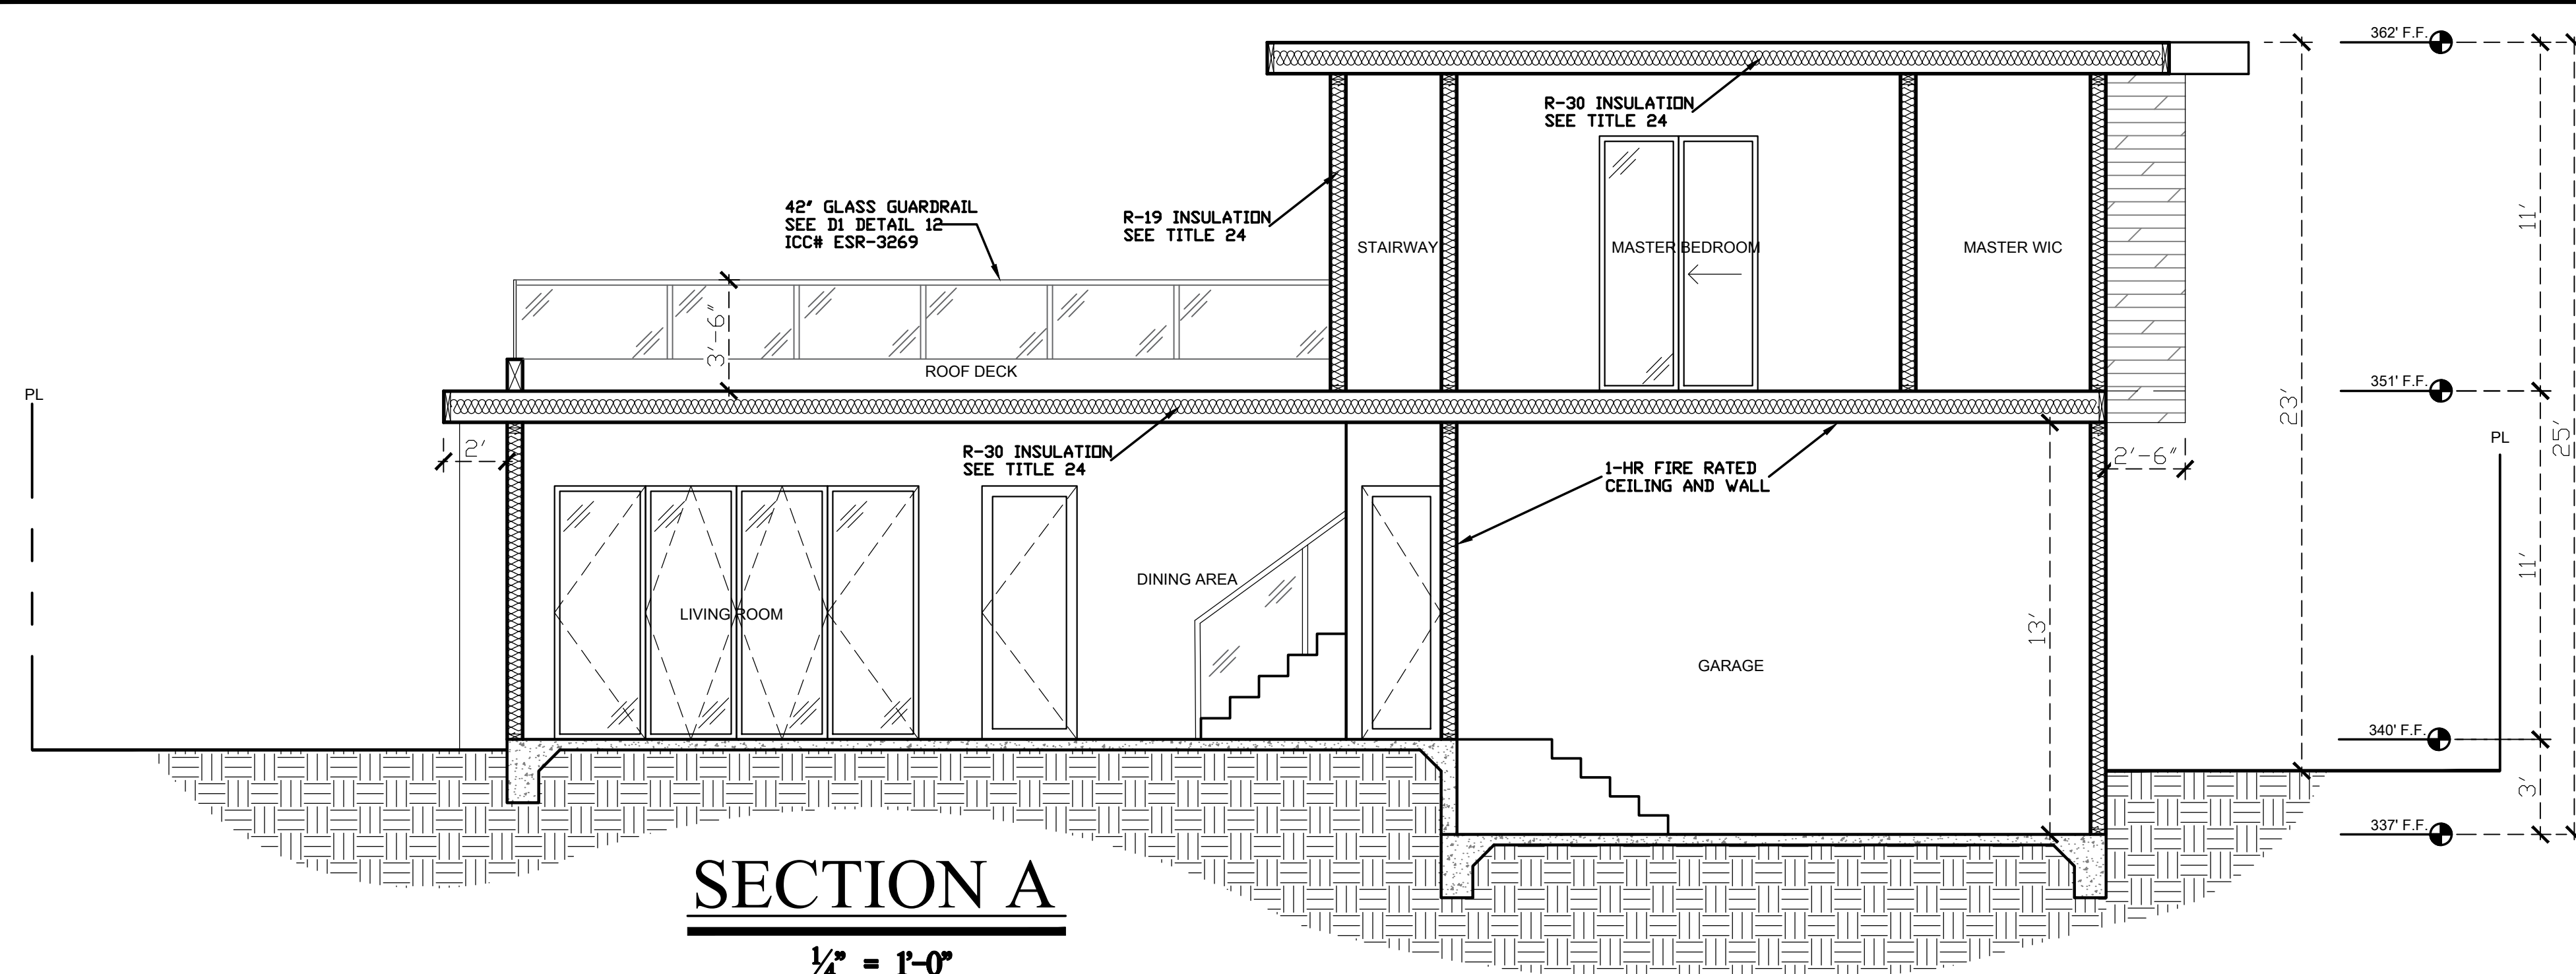 362' F.F.
R-30 INSULATION
SEE TITLE 24
42" GLASS GUARDRAIL
SEE D1 DETAIL 12
ICC# ESR-3269
R-19 INSULATION
SEE TITLE 24
STAIRWAY
MASTER BEDROOM
MASTER WIC
11'
3'-6"
ROOF DECK
351' F.F.
23'
25'
PL
PL
2'
R-30 INSULATION
SEE TITLE 24
1-HR FIRE RATED
CEILING AND WALL
2'-6"
11'
DINING AREA
LIVING ROOM
13'
GARAGE
340' F.F.
3'
337' F.F.
SECTION A
¼" = 1'-0"